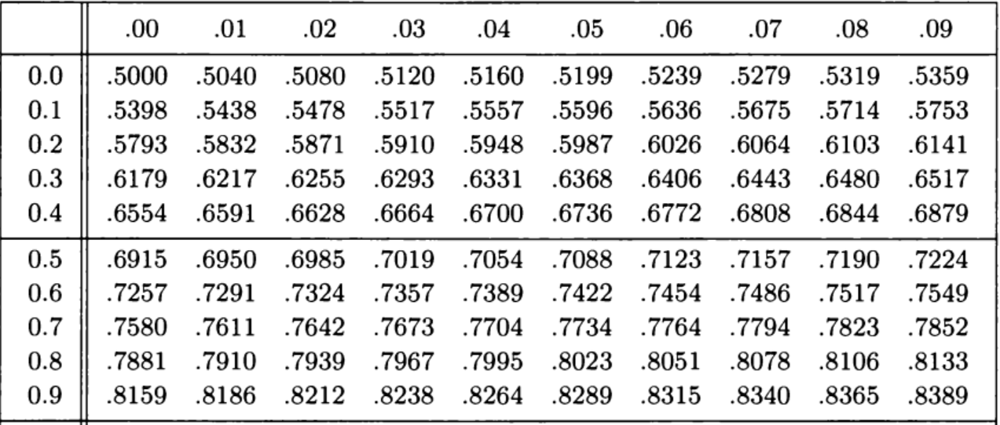 .00 .01 .02 .03 .04 .05 .06 .07 .08 .09
0.0 .5000 .5040 .5080 .5120 .5160 .5199 .5239 .5279 .5319 .5359
0.1 .5398 .5438 .5478 .5517 .5557 .5596 .5636 .5675 .5714 .5753
0.2 .5793 .5832 .5871 .5910 .5948 .5987 .6026 .6064 .6103 .6141
0.3 .6179 .6217 .6255 .6293 .6331 .6368 .6406 .6443 .6480 .6517
0.4 .6554 .6591 .6628 .6664 .6700 .6736 .6772 .6808 .6844 .6879
0.5 .6915 .6950 .6985 .7019 .7054 .7088 .7123 .7157 .7190 .7224
0.6 .7257 .7291 .7324 .7357 .7389 .7422 .7454 .7486 .7517 .7549
0.7 .7580 .7611 .7642 .7673 .7704 .7734 .7764 .7794 .7823 .7852
0.8 .7881 .7910 .7939 .7967 .7995 .8023 .8051 .8078 .8106 .8133
0.9 .8159 .8186 .8212 .8238 .8264 .8289 .8315 .8340 .8365 .8389